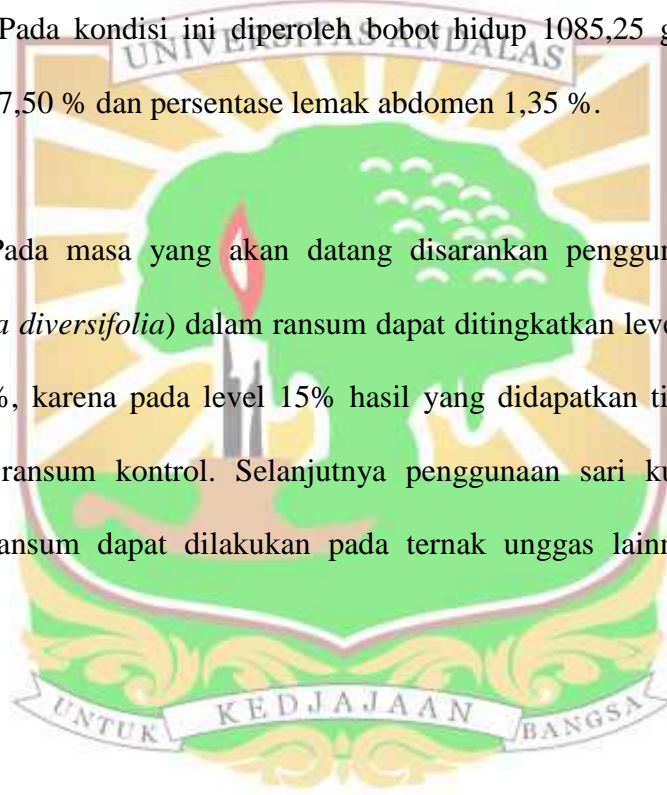 Pada kondisi ini diperoleh bobot hidup 1085,25 g
UNIVERSITAS ANDALAS
7,50 % dan persentase lemak abdomen 1,35 %.
Pada masa yang akan datang disarankan penggun
a diversifolia) dalam ransum dapat ditingkatkan leve
%, karena pada level 15% hasil yang didapatkan ti
ransum kontrol. Selanjutnya penggunaan sari ku
ansum dapat dilakukan pada ternak unggas lainn
UNTUK KEDJAJAAN BANGSA